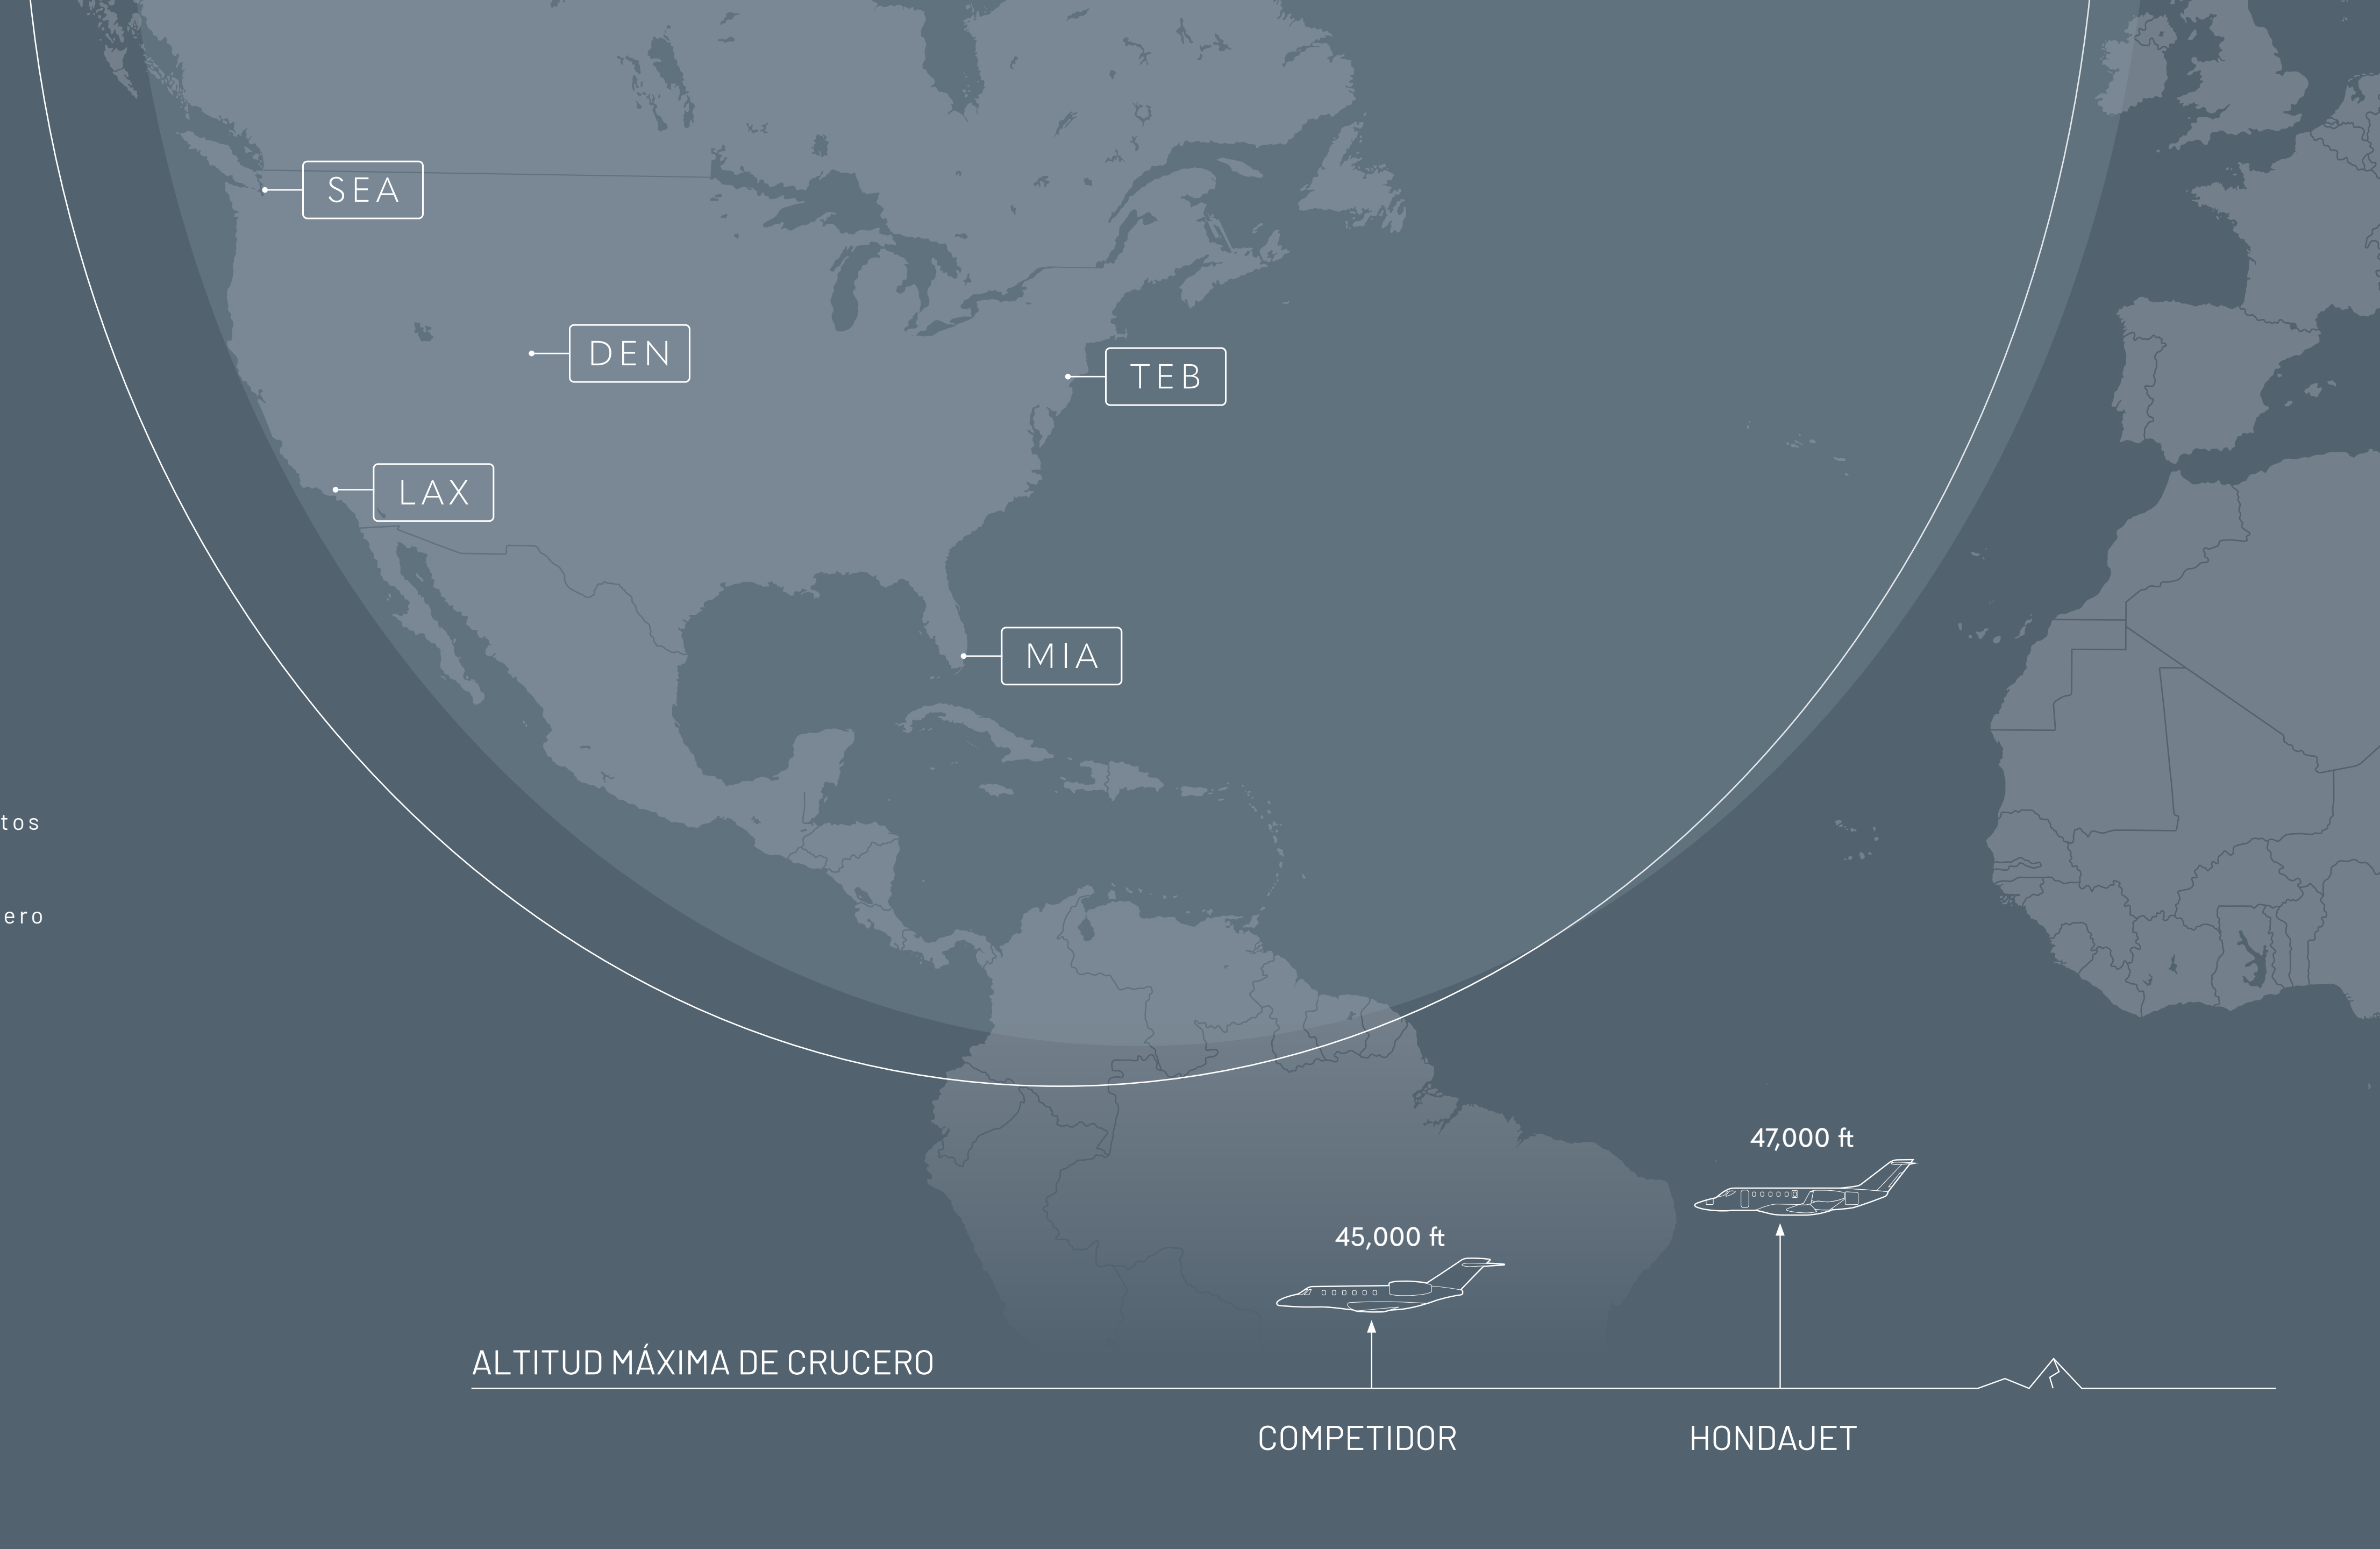 SEA
DEN
TEB
LAX
MIA
tos
ero
47,000 ft
45,000 ft
ALTITUD MÁXIMA DE CRUCERO
COMPETIDOR
HONDAJET